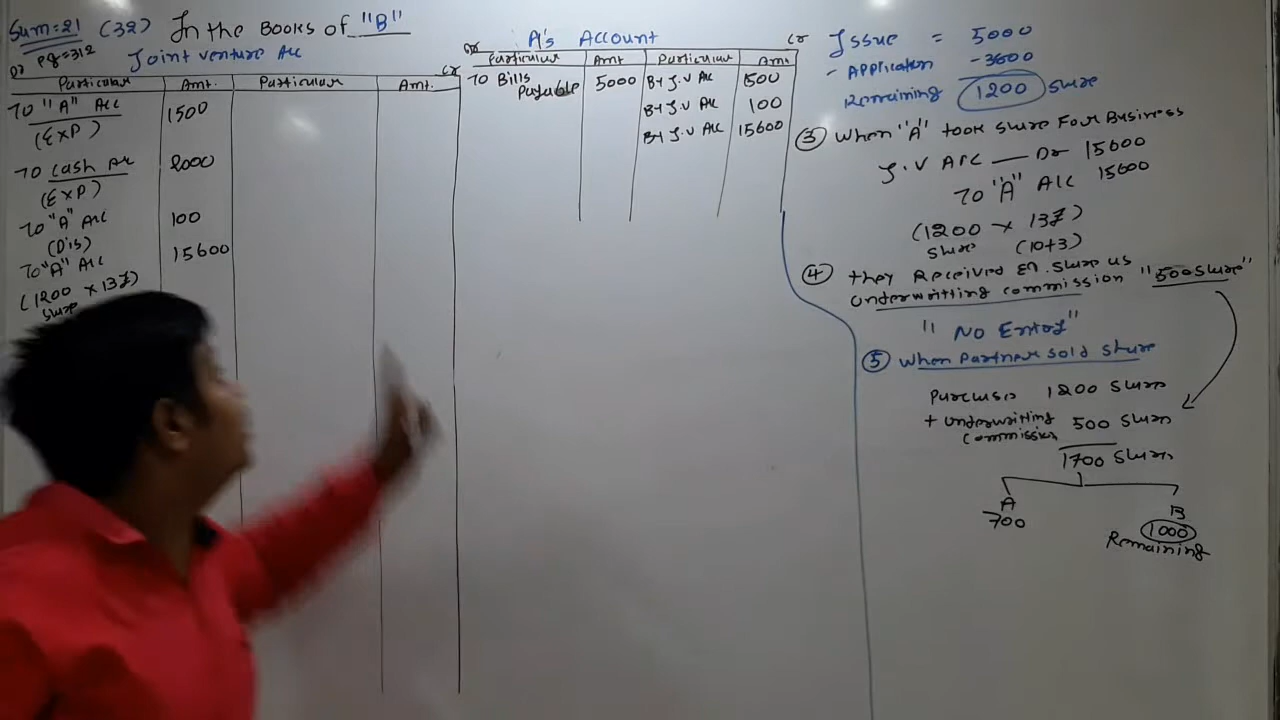 Sum=21 (32) In the Books of "B"
Dr Pg=312 Joint venture A/c Cr
Particular Amt. Particular Amt.
TO "A" A/c 1500
(EXP)
TO Cash A/c 2000
(EXP)
TO "A" A/c 100
(Dis)
TO "A" A/c 15600
(1200 x 13₹)
share
Dr A's Account Cr
Particular Amt Particular Amt.
TO Bills Payable 5000 By J.V A/c 1500
By J.V A/c 100
By J.V A/c 15600
Issue = 5000
- Application -3800
Remaining 1200 share
③ When "A" took share For Business
J.V A/C — Dr 15600
TO "A" A/c 15600
(1200 x 13₹)
share (10+3)
④ they Received En. Share as
underwritting commission "500 share"
" No Entry "
⑤ When Partner sold share
Purchase 1200 share
+ underwritting 500 share
commission
1700 share
A B
700 1000
Remaining